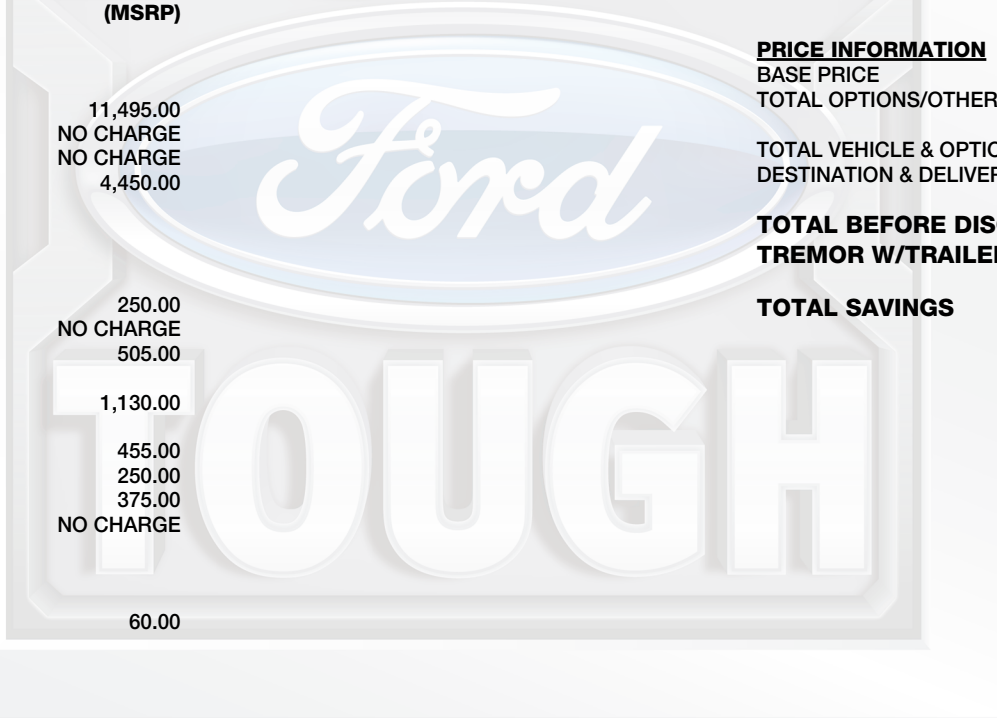 (MSRP)
11,495.00
NO CHARGE
NO CHARGE
4,450.00
250.00
NO CHARGE
505.00
1,130.00
455.00
250.00
375.00
NO CHARGE
60.00
Ford
TOUGH
PRICE INFORMATION
BASE PRICE
TOTAL OPTIONS/OTHER
TOTAL VEHICLE & OPTIO
DESTINATION & DELIVER
TOTAL BEFORE DIS
TREMOR W/TRAILE
TOTAL SAVINGS